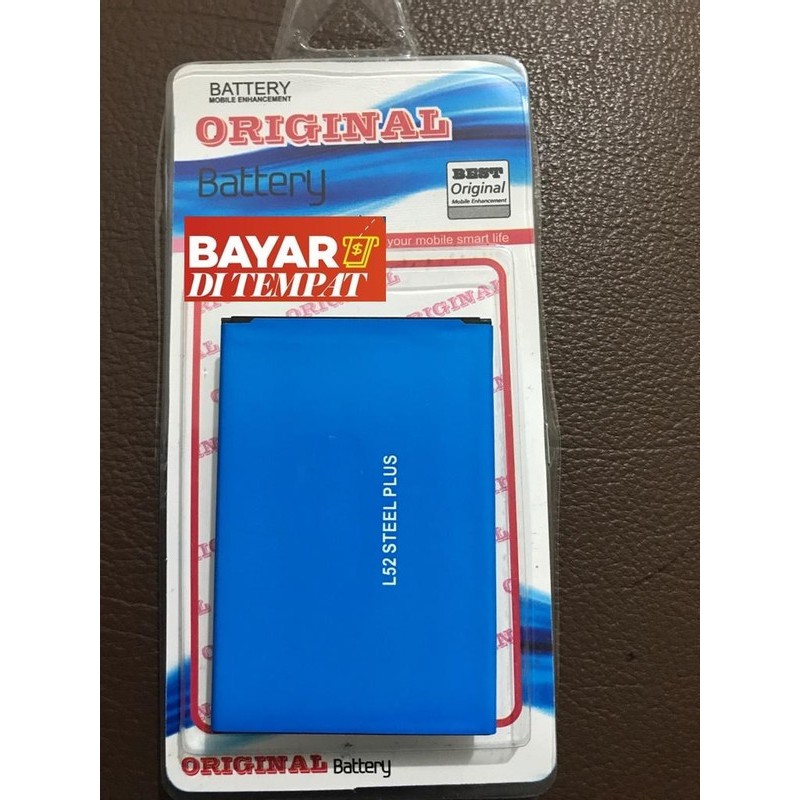 BATTERY
MOBILE ENHANCEMENT
ORIGINAL
Battery
BEST
Original
Mobile Enhancement
your mobile smart life
BAYAR
$
DI TEMPAT
ORIGINAL
L52 STEEL PLUS
ORIGINAL Battery